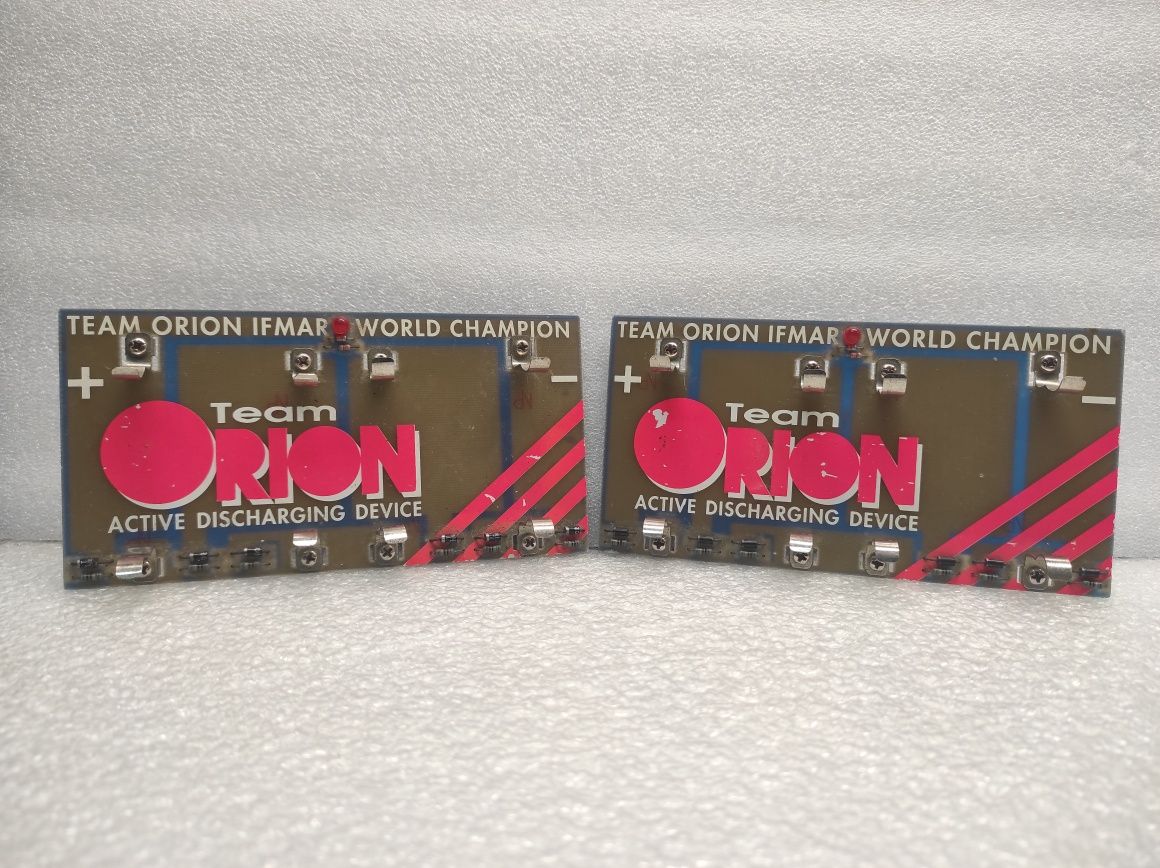 TEAM ORION IFMAR WORLD CHAMPION
+ −
Team
ORION
ACTIVE DISCHARGING DEVICE
TEAM ORION IFMAR WORLD CHAMPION
+ −
Team
ORION
ACTIVE DISCHARGING DEVICE